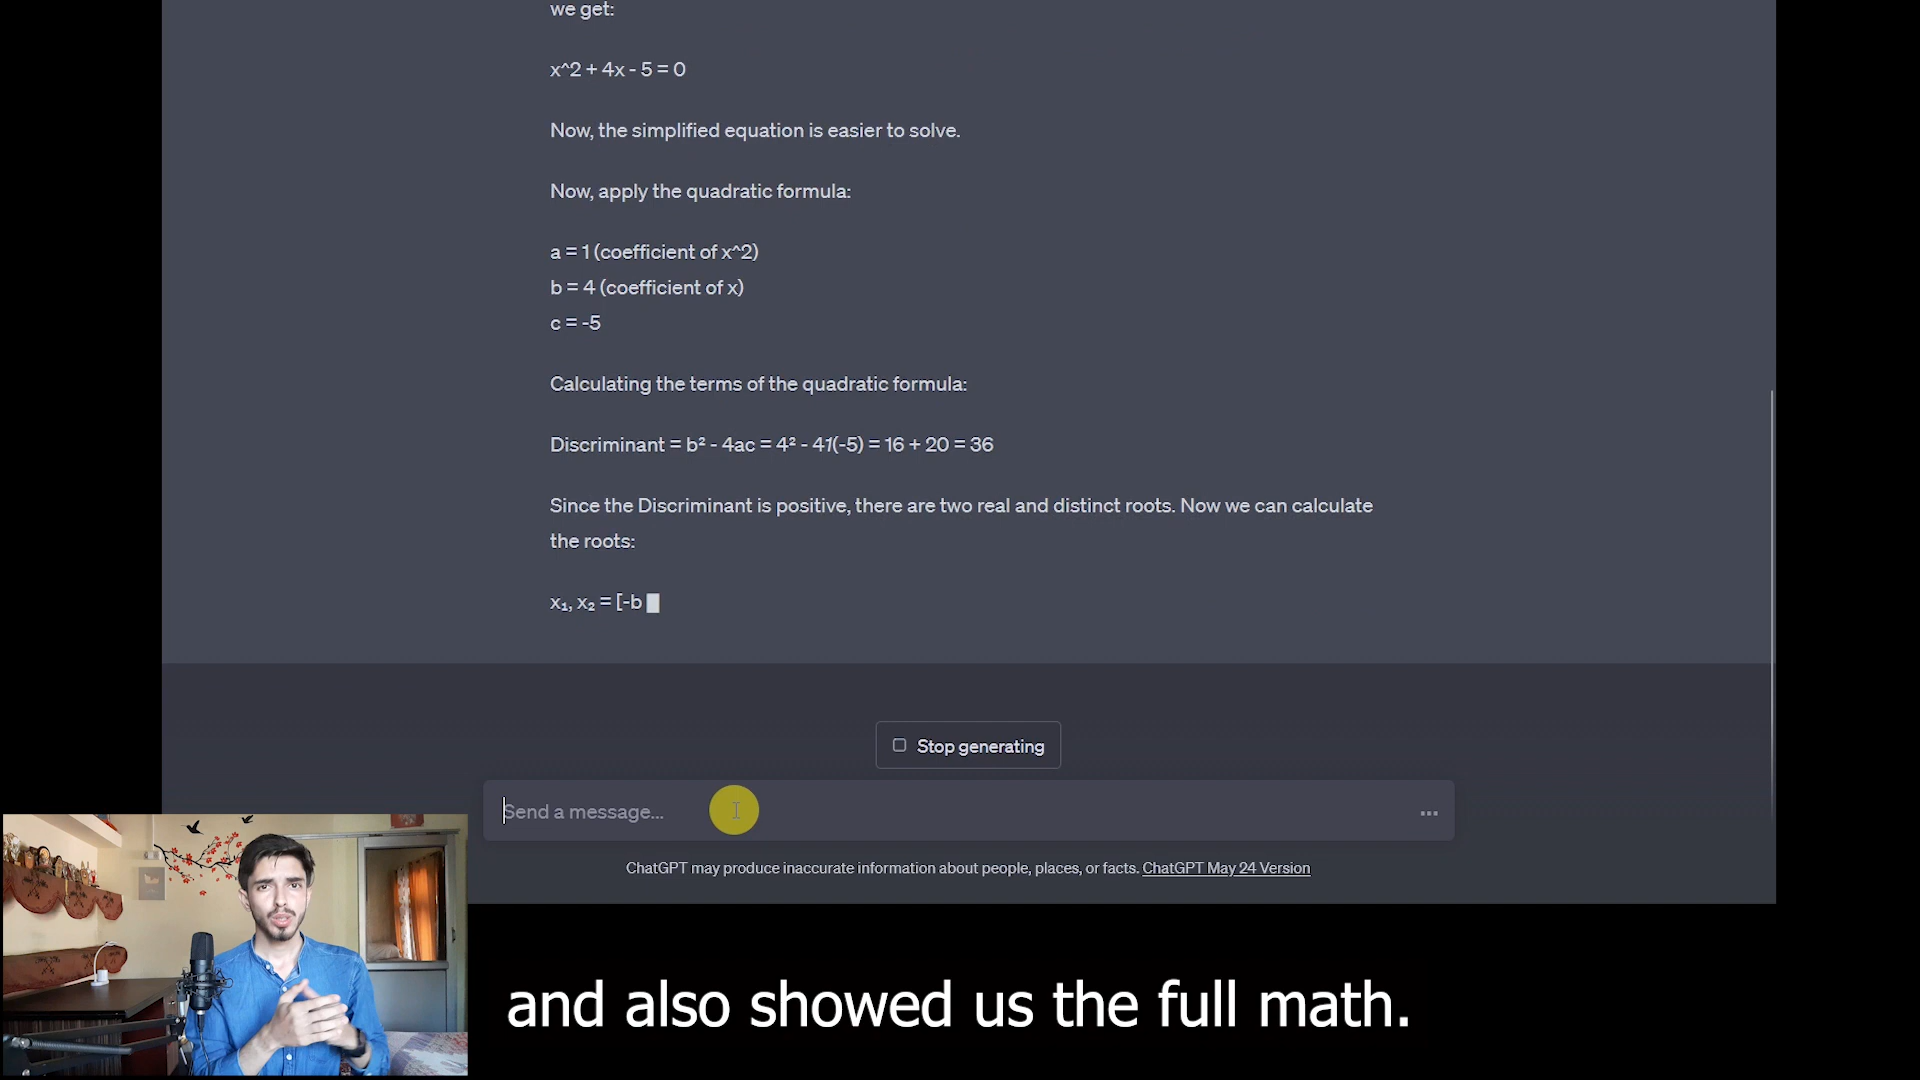 we get:
x^2 + 4x - 5 = 0
Now, the simplified equation is easier to solve.
Now, apply the quadratic formula:
a = 1 (coefficient of x^2)
b = 4 (coefficient of x)
c = -5
Calculating the terms of the quadratic formula:
Discriminant = b² - 4ac = 4² - 41(-5) = 16 + 20 = 36
Since the Discriminant is positive, there are two real and distinct roots. Now we can calculate
the roots:
x₁, x₂ = [-b
Stop generating
Send a message...
ChatGPT may produce inaccurate information about people, places, or facts. ChatGPT May 24 Version
and also showed us the full math.